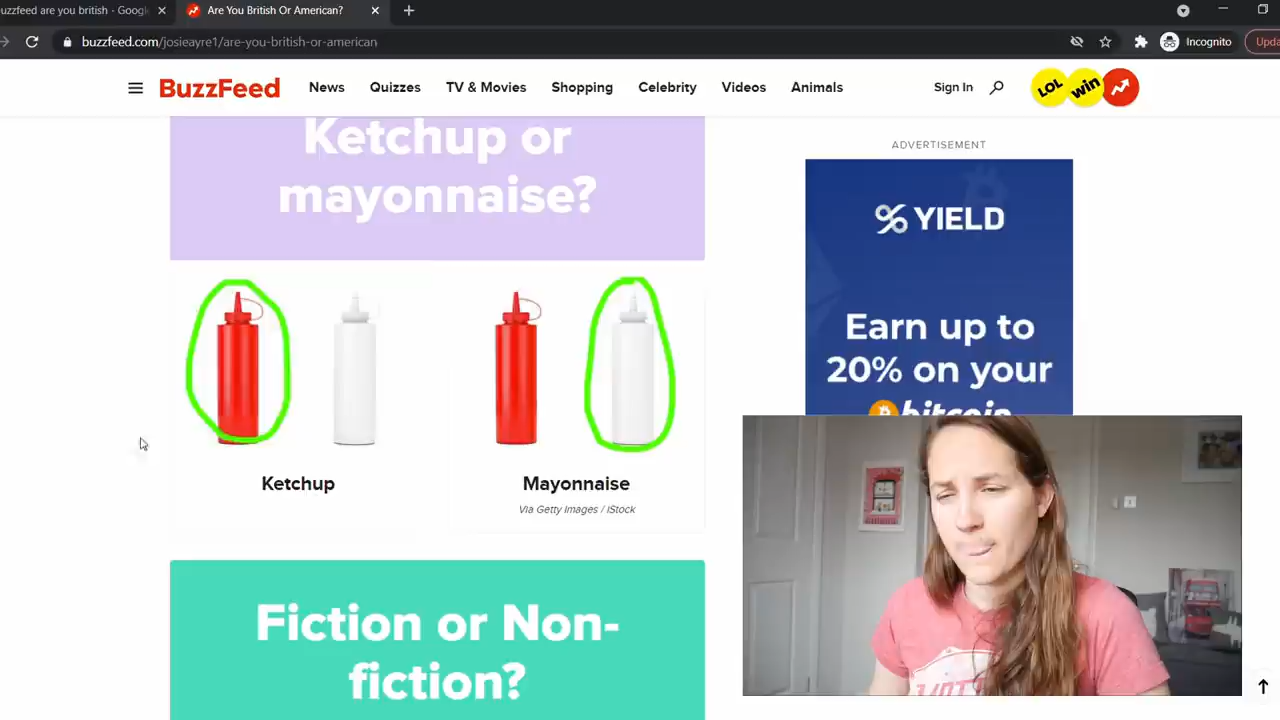 uzzfeed are you british - Googl
Are You British Or American?
buzzfeed.com/josieayre1/are-you-british-or-american
Incognito
Upda
BuzzFeed
News
Quizzes
TV & Movies
Shopping
Celebrity
Videos
Animals
Sign In
LOL
win
Ketchup or
mayonnaise?
ADVERTISEMENT
YIELD
Earn up to
20% on your
bitcoin
Ketchup
Mayonnaise
Via Getty Images / iStock
Fiction or Non-
fiction?